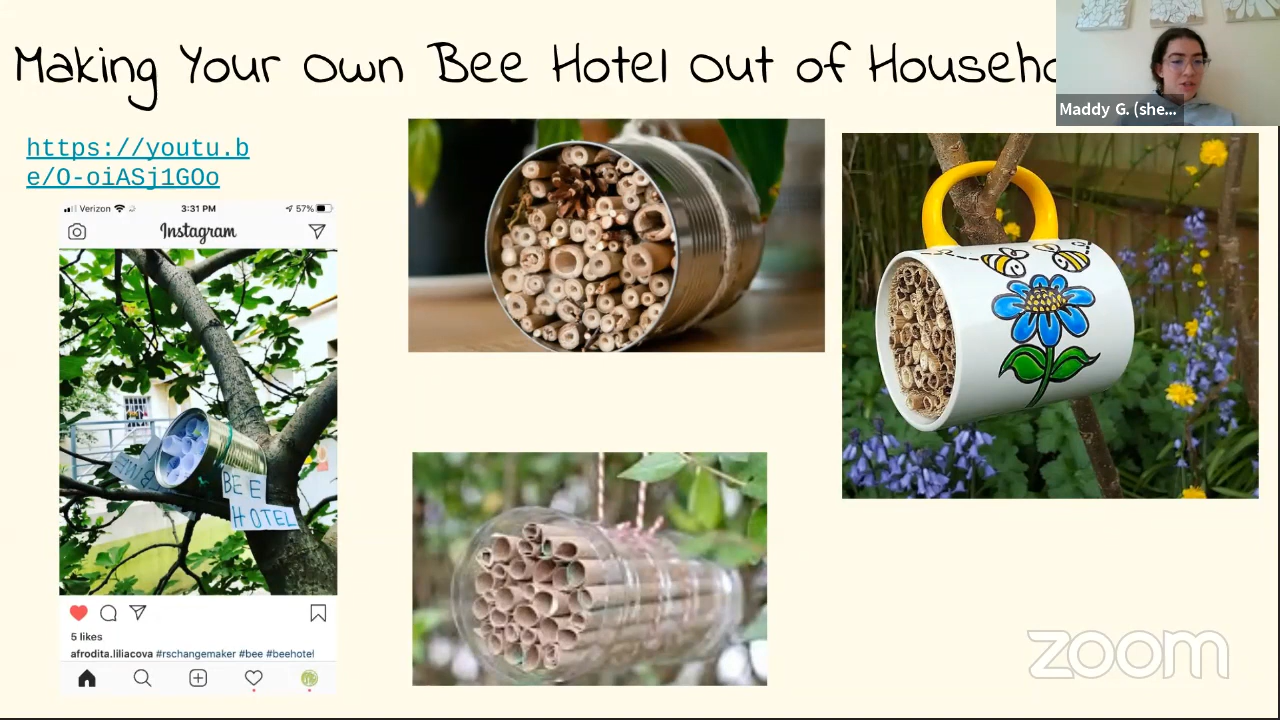 Making Your Own Bee Hotel Out of Househo
Maddy G. (she...
https://youtu.b
e/O-oiASj1GOo
Verizon 3:31 PM 57%
Instagram
BEE
HOTEL
5 likes
afrodita.liliacova #rschangemaker #bee #beehotel
zoom